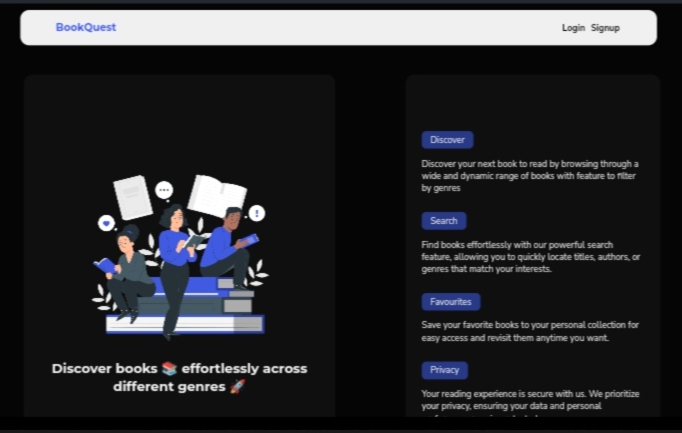 BookQuest
Login Signup
Discover books 📚 effortlessly across
different genres 🚀
Discover
Discover your next book to read by browsing through a
wide and dynamic range of books with feature to filter
by genres
Search
Find books effortlessly with our powerful search
feature, allowing you to quickly locate titles, authors, or
genres that match your interests.
Favourites
Save your favorite books to your personal collection for
easy access and revisit them anytime you want.
Privacy
Your reading experience is secure with us. We prioritize
your privacy, ensuring your data and personal